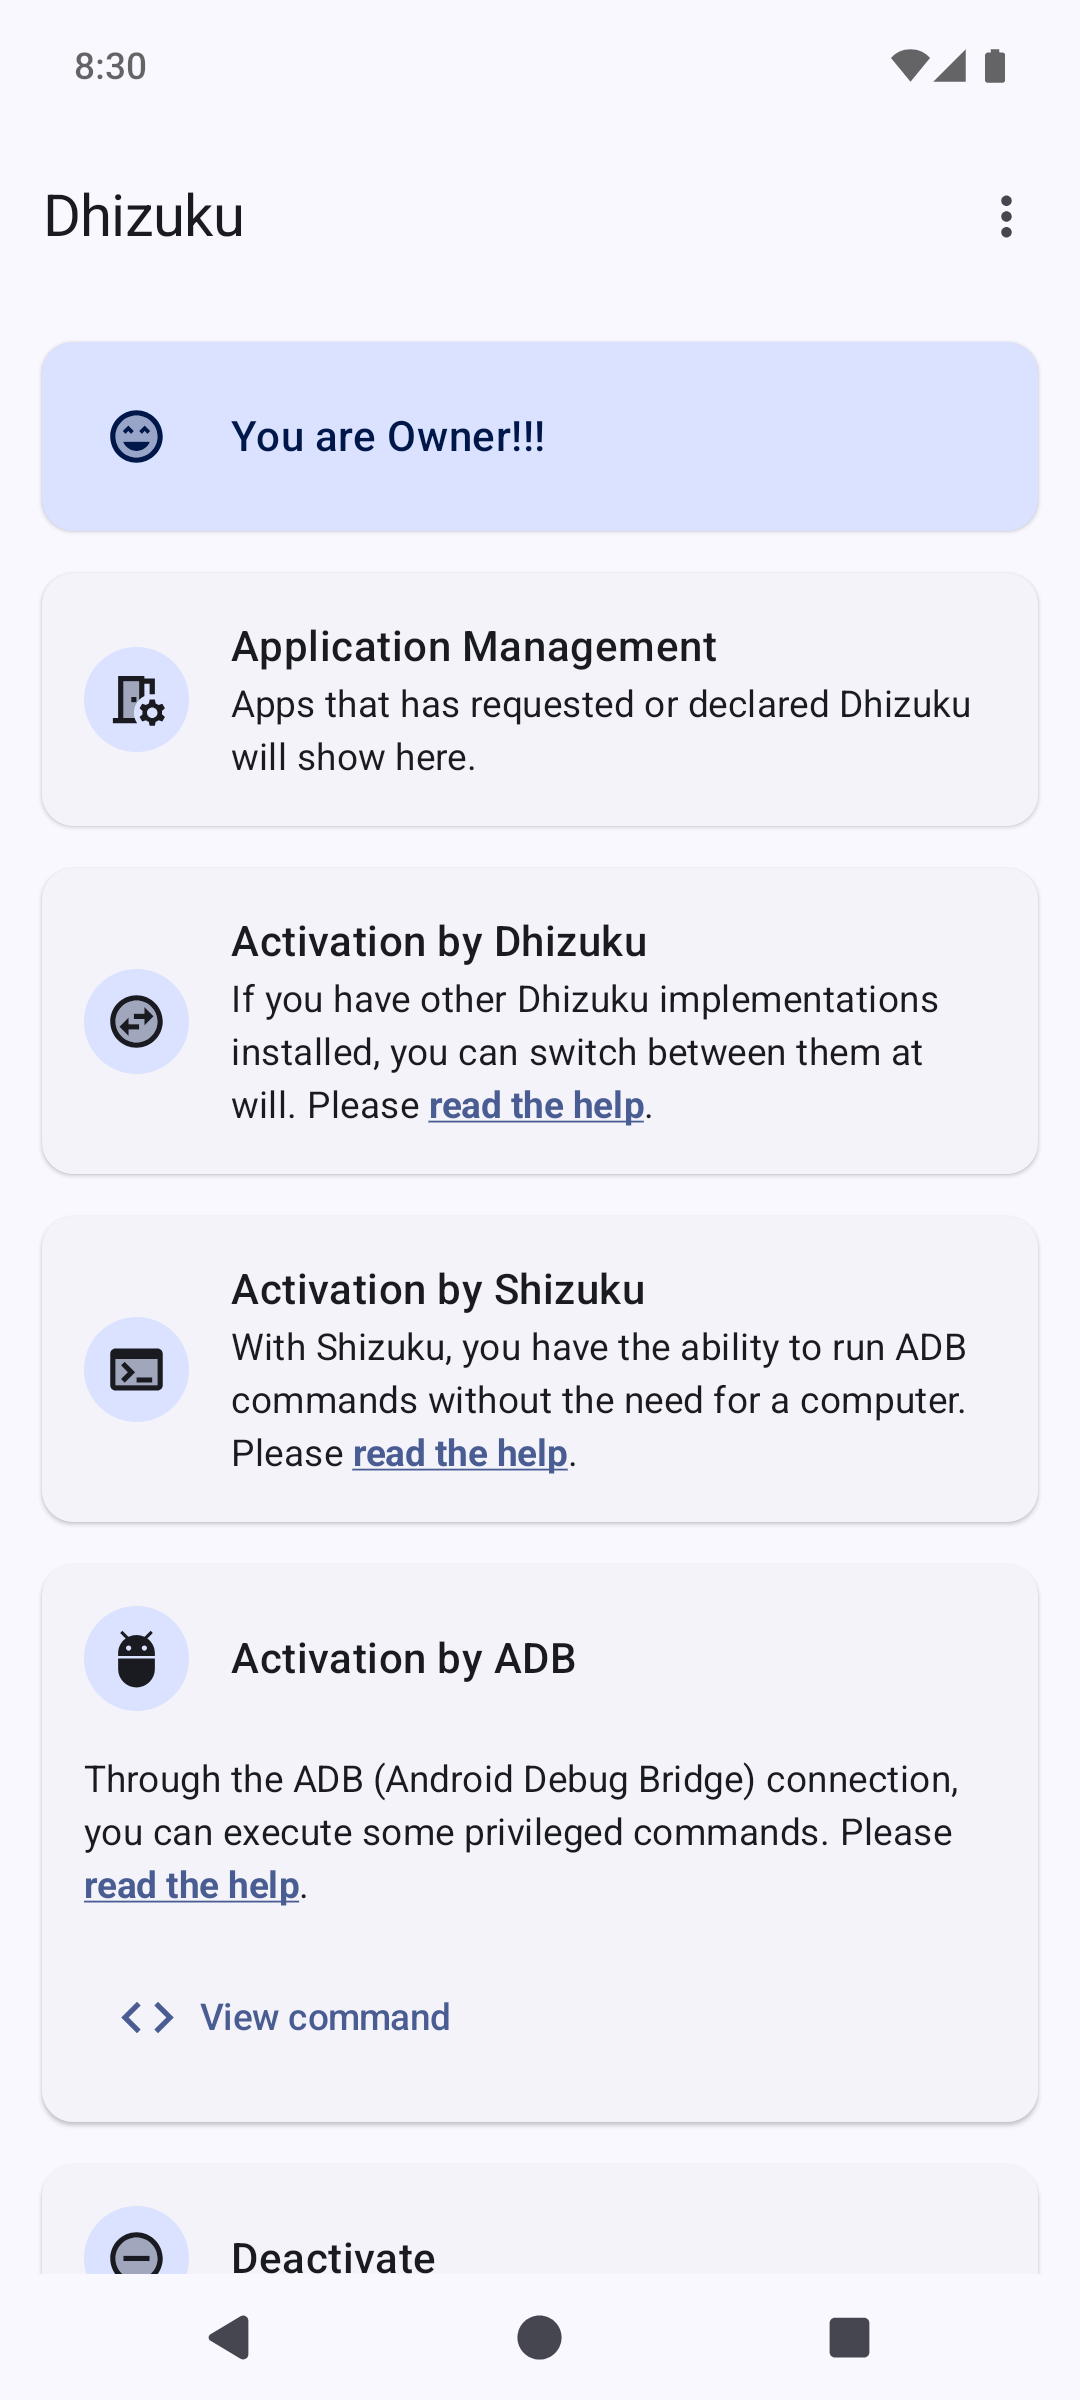 8:30
Dhizuku
You are Owner!!!
Application Management
Apps that has requested or declared Dhizuku
will show here.
Activation by Dhizuku
If you have other Dhizuku implementations
installed, you can switch between them at
will. Please read the help.
Activation by Shizuku
With Shizuku, you have the ability to run ADB
commands without the need for a computer.
Please read the help.
Activation by ADB
Through the ADB (Android Debug Bridge) connection,
you can execute some privileged commands. Please
read the help.
View command
Deactivate